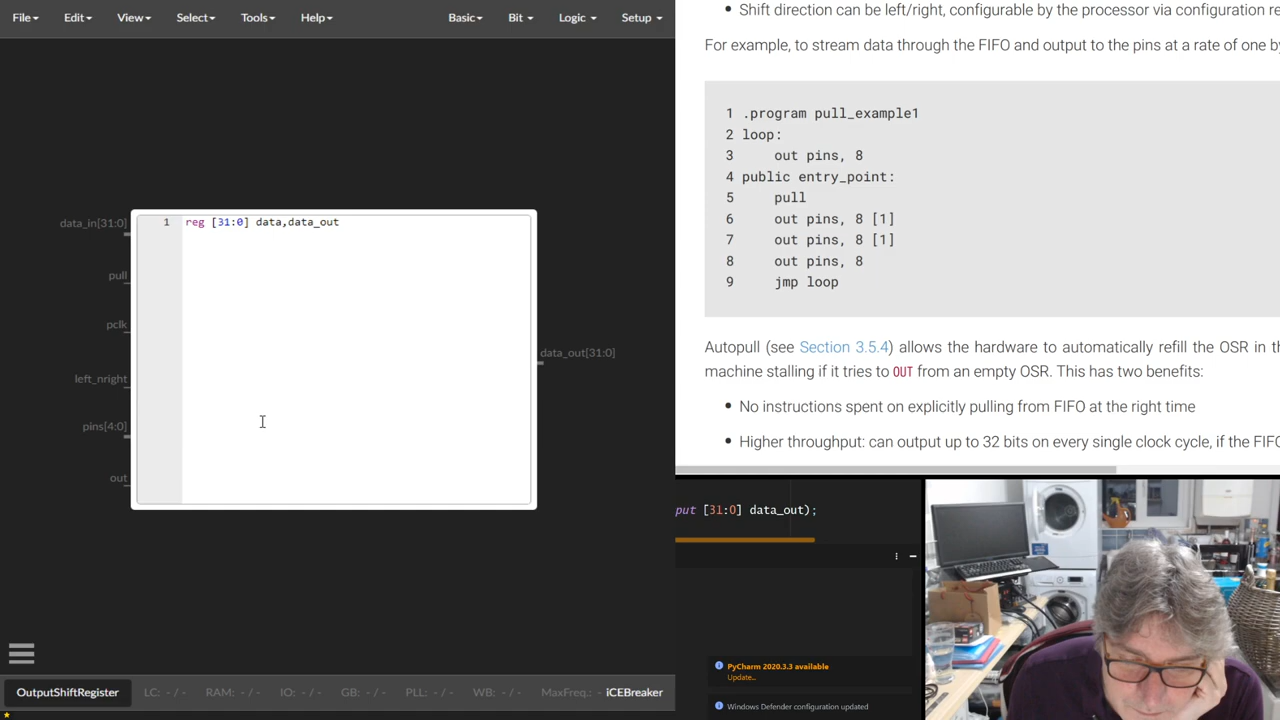 File Edit View Select Tools Help Basic Bit Logic Setup
data_in[31:0]
pull
pclk
left_nright
pins[4:0]
out
1 reg [31:0] data,data_out
data_out[31:0]
OutputShiftRegister LC: - / - RAM: - / - IO: - / - GB: - / - PLL: - / - WB: - / - MaxFreq.: - iCEBreaker
• Shift direction can be left/right, configurable by the processor via configuration re
For example, to stream data through the FIFO and output to the pins at a rate of one by
1 .program pull_example1
2 loop:
3 out pins, 8
4 public entry_point:
5 pull
6 out pins, 8 [1]
7 out pins, 8 [1]
8 out pins, 8
9 jmp loop
Autopull (see Section 3.5.4) allows the hardware to automatically refill the OSR in th
machine stalling if it tries to OUT from an empty OSR. This has two benefits:
• No instructions spent on explicitly pulling from FIFO at the right time
• Higher throughput: can output up to 32 bits on every single clock cycle, if the FIFO
put [31:0] data_out);
PyCharm 2020.3.3 available
Update...
Windows Defender configuration updated